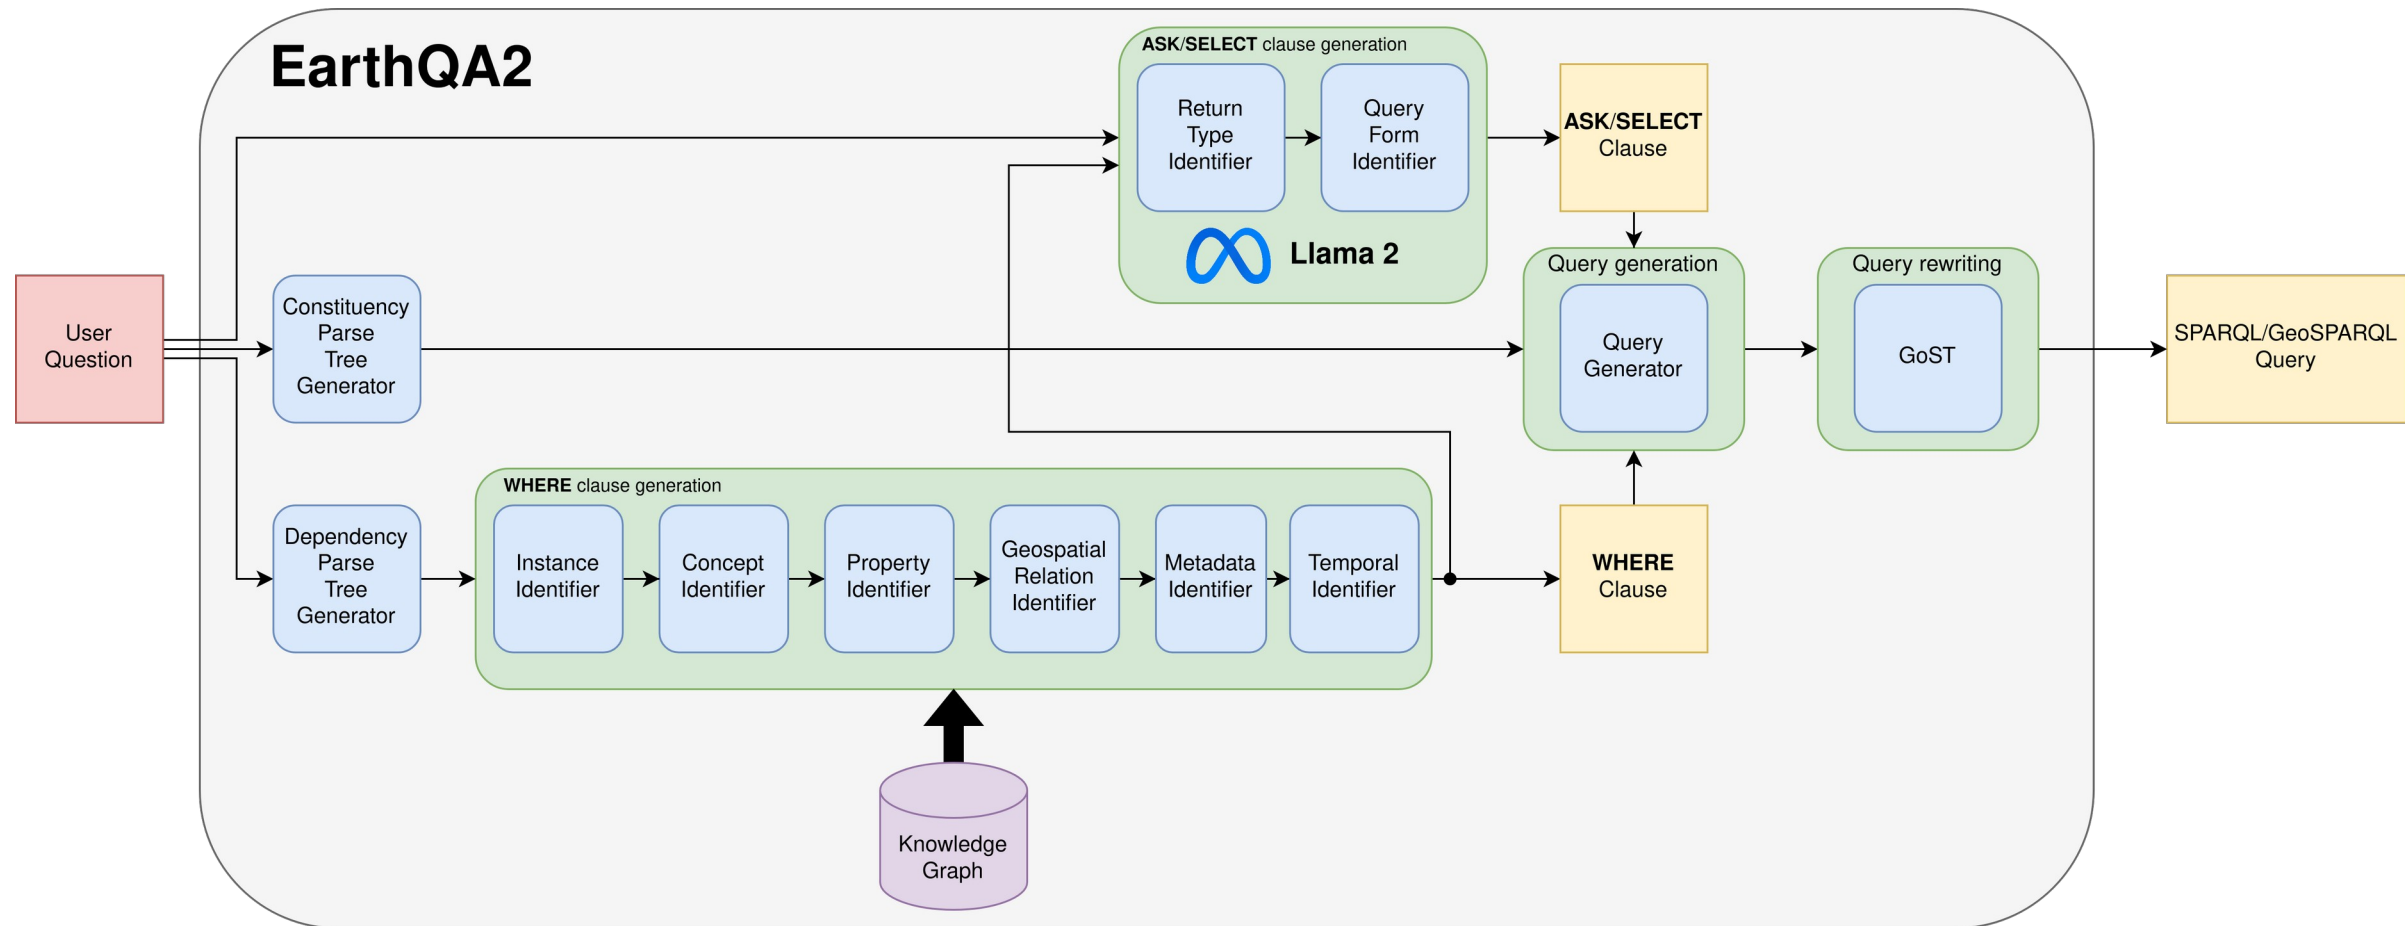 EarthQA2
ASK/SELECT clause generation
Return
Type
Identifier
Query
Form
Identifier
Llama 2
ASK/SELECT
Clause
User
Question
Constituency
Parse
Tree
Generator
Query generation
Query
Generator
Query rewriting
GoST
SPARQL/GeoSPARQL
Query
Dependency
Parse
Tree
Generator
WHERE clause generation
Instance
Identifier
Concept
Identifier
Property
Identifier
Geospatial
Relation
Identifier
Metadata
Identifier
Temporal
Identifier
WHERE
Clause
Knowledge
Graph